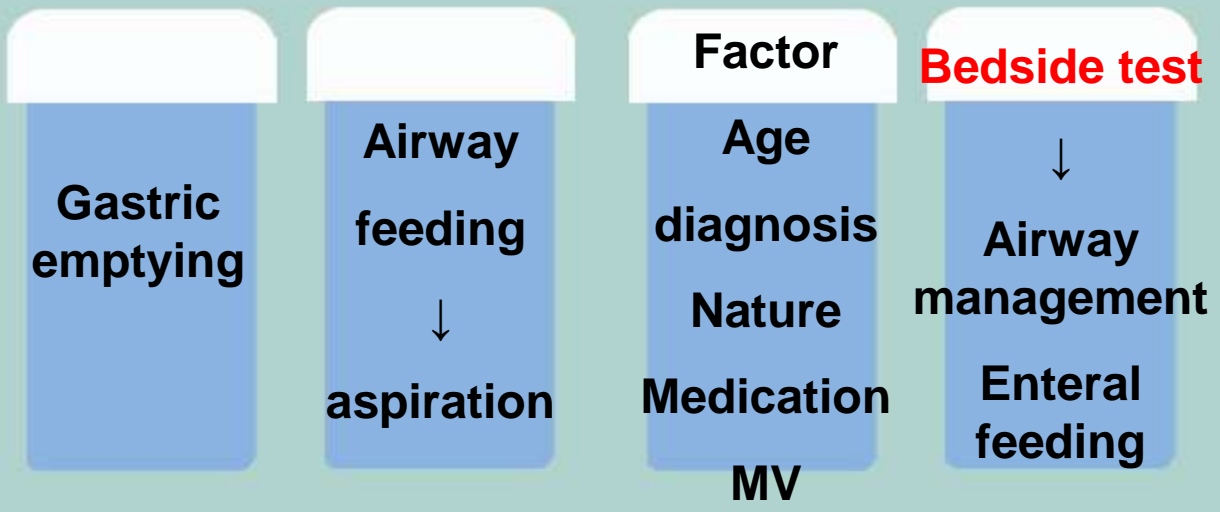 Gastric
emptying
Airway
feeding
↓
aspiration
Factor
Age
diagnosis
Nature
Medication
MV
Bedside test
↓
Airway
management
Enteral
feeding